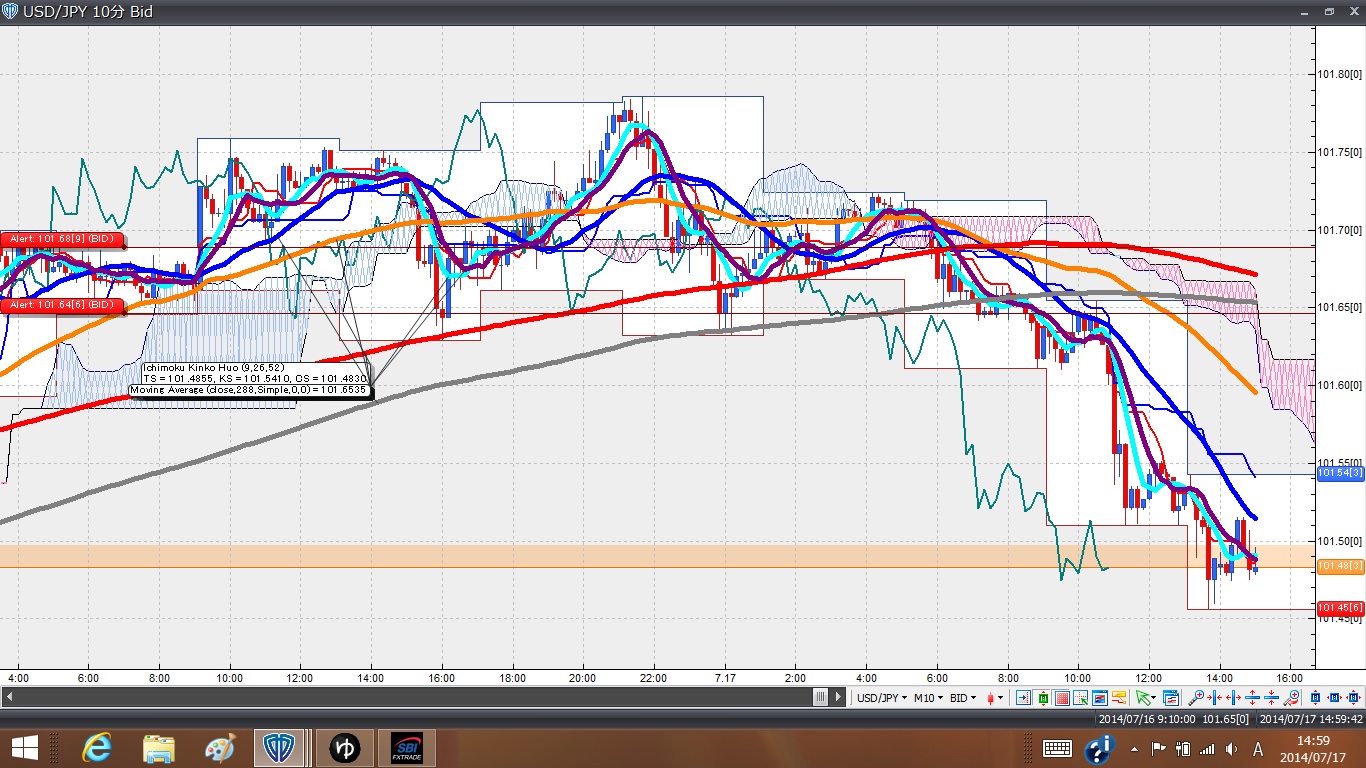 USD/JPY 10分 Bid
101.80[0]
101.75[0]
101.70[0]
101.65[0]
101.60[0]
101.55[0]
101.54[3]
101.50[0]
101.48[3]
101.45[6]
101.45[0]
Alert: 101.68[9] (BID)
Alert: 101.64[6] (BID)
Ichimoku Kinko Huo (9,26,52)
TS = 101.4855, KS = 101.5410, CS = 101.4830
Moving Average (close,288,Simple,0,0) = 101.6535
4:00 6:00 8:00 10:00 12:00 14:00 16:00 18:00 20:00 22:00 7.17 2:00 4:00 6:00 8:00 10:00 12:00 14:00 16:00
USD/JPY M10 BID
2014/07/16 9:10:00 101.65[0] 2014/07/17 14:59:42
ゆ
SBI
FXTRADE
A
14:59
2014/07/17